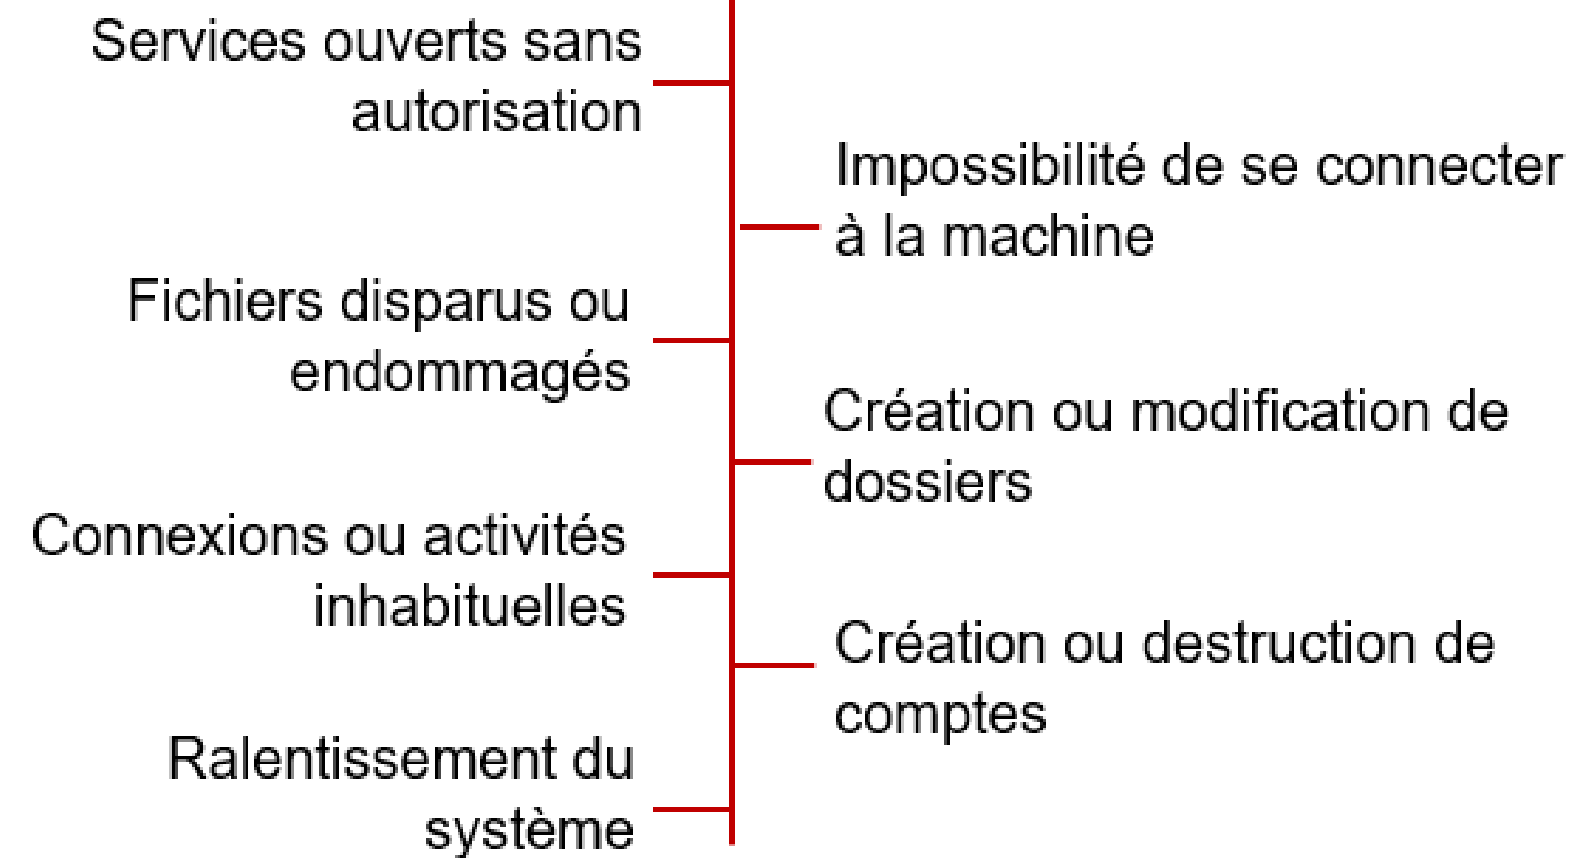 Services ouverts sans
autorisation
Impossibilité de se connecter
à la machine
Fichiers disparus ou
endommagés
Création ou modification de
dossiers
Connexions ou activités
inhabituelles
Création ou destruction de
comptes
Ralentissement du
système